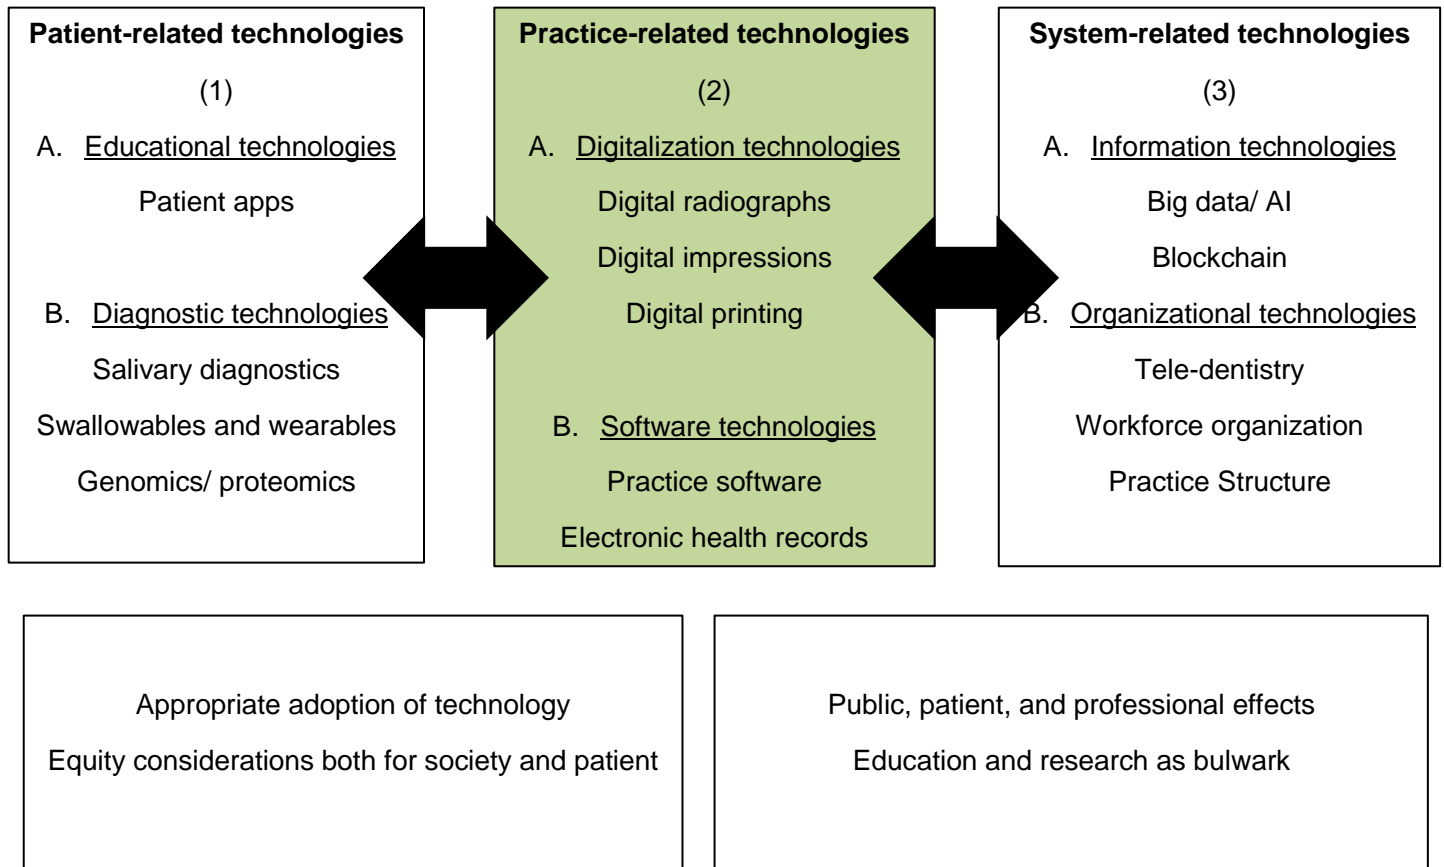 Patient-related technologies
(1)
A. Educational technologies
Patient apps
B. Diagnostic technologies
Salivary diagnostics
Swallowables and wearables
Genomics/ proteomics
Practice-related technologies
(2)
A. Digitalization technologies
Digital radiographs
Digital impressions
Digital printing
B. Software technologies
Practice software
Electronic health records
System-related technologies
(3)
A. Information technologies
Big data/ AI
Blockchain
B. Organizational technologies
Tele-dentistry
Workforce organization
Practice Structure
Appropriate adoption of technology
Equity considerations both for society and patient
Public, patient, and professional effects
Education and research as bulwark